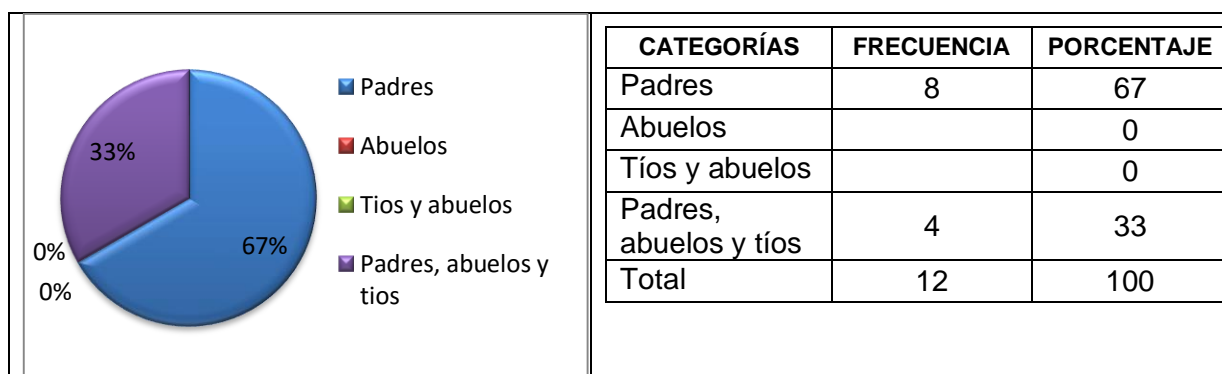 33%
67%
0%
0%
Padres
Abuelos
Tios y abuelos
Padres, abuelos y
tios
CATEGORÍAS FRECUENCIA PORCENTAJE
Padres 8 67
Abuelos 0
Tíos y abuelos 0
Padres,
abuelos y tíos 4 33
Total 12 100